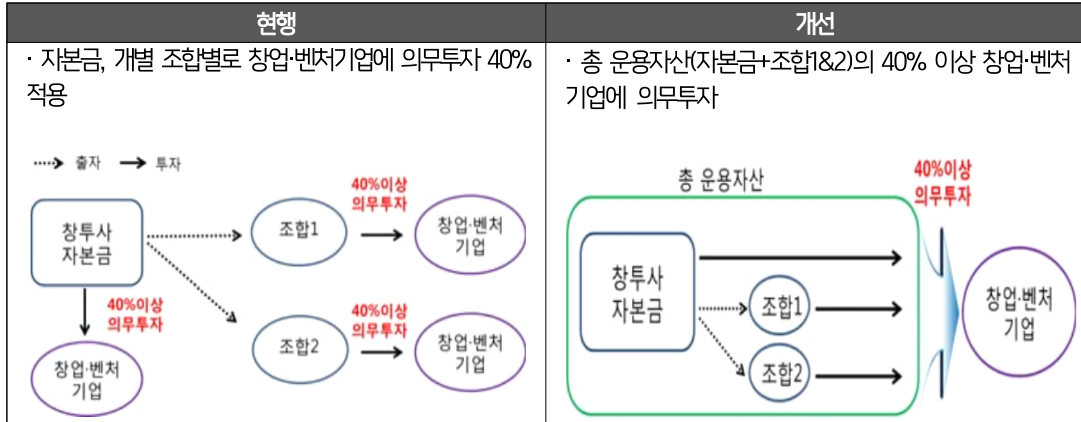 현행
· 자본금, 개별 조합별로 창업·벤처기업에 의무투자 40%
적용
출자
투자
40%이상
의무투자
창투사
자본금
조합1
창업·벤처
기업
40%이상
의무투자
40%이상
의무투자
조합2
창업·벤처
기업
창업·벤처
기업
개선
· 총 운용자산(자본금+조합1&2)의 40% 이상 창업·벤처
기업에 의무투자
총 운용자산
40%이상
의무투자
창투사
자본금
조합1
조합2
창업·벤처
기업